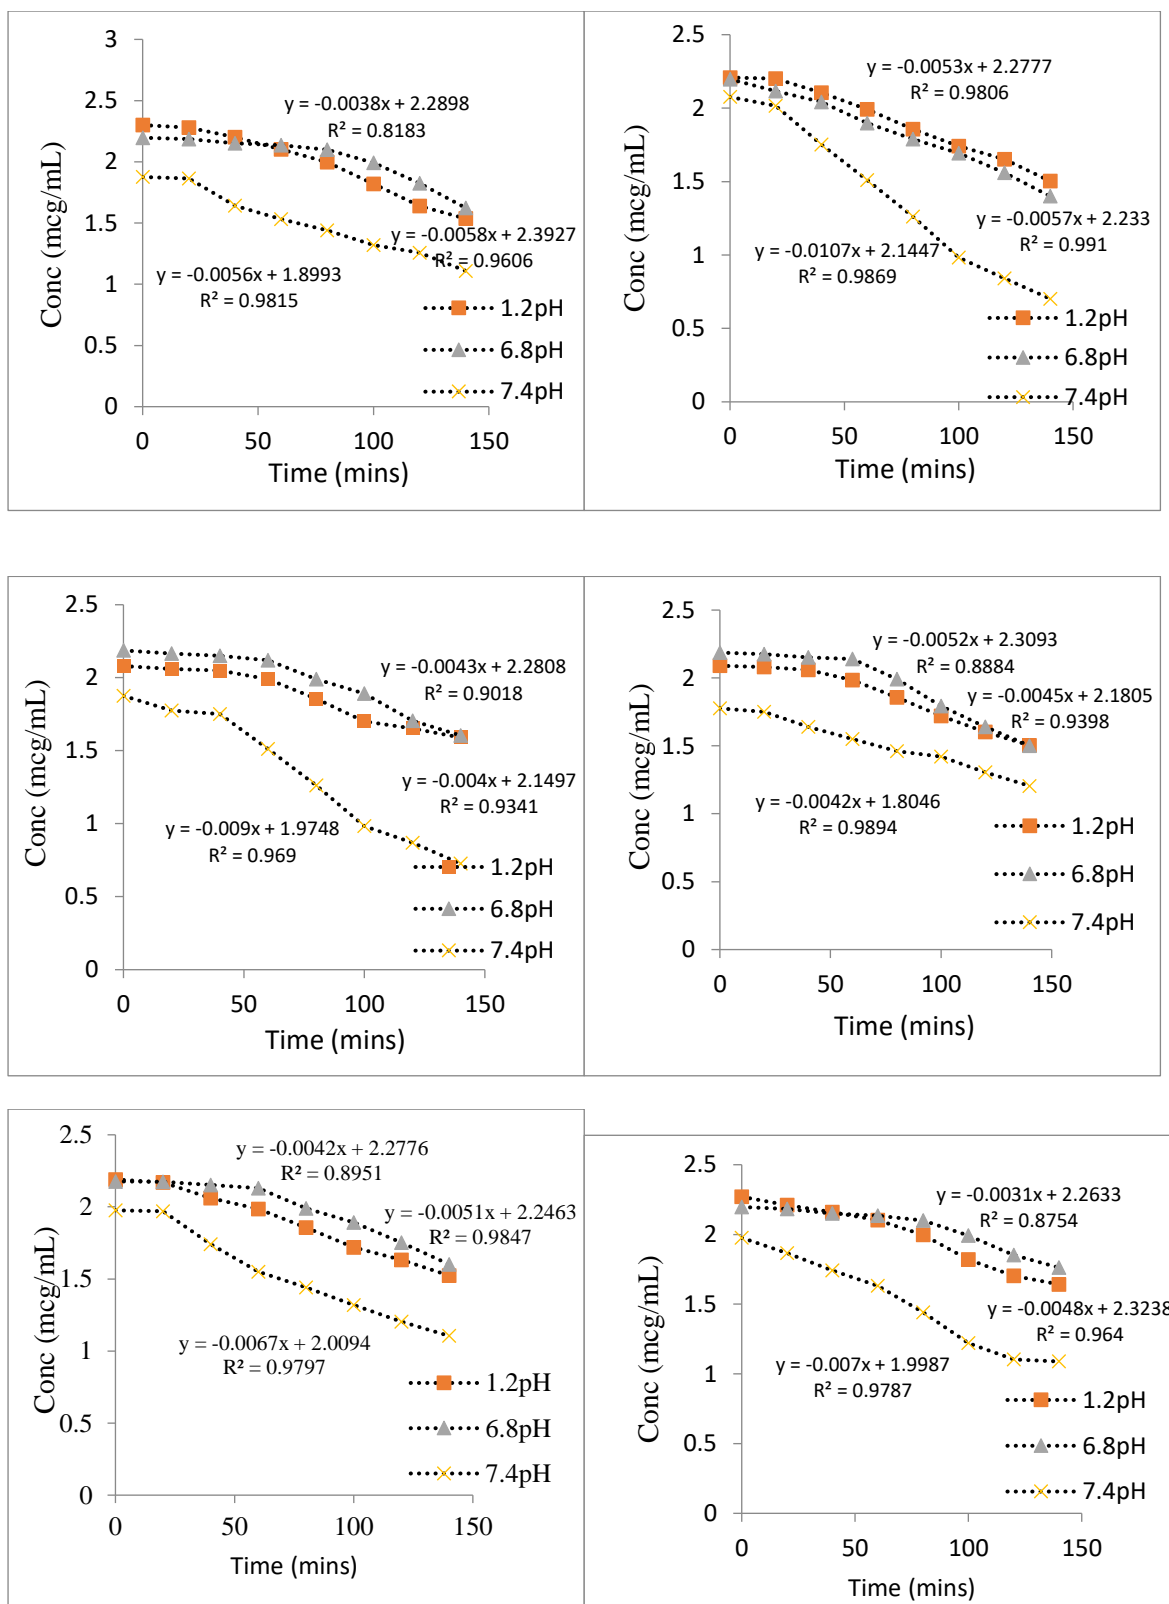 3
2.5
2
1.5
1
0.5
0
0
50
100
150
Conc (mcg/mL)
Time (mins)
y = -0.0038x + 2.2898
R² = 0.8183
y = -0.0058x + 2.3927
R² = 0.9606
y = -0.0056x + 1.8993
R² = 0.9815
1.2pH
6.8pH
7.4pH
2.5
2
1.5
1
0.5
0
0
50
100
150
Conc (mcg/mL)
Time (mins)
y = -0.0053x + 2.2777
R² = 0.9806
y = -0.0057x + 2.233
R² = 0.991
y = -0.0107x + 2.1447
R² = 0.9869
1.2pH
6.8pH
7.4pH
2.5
2
1.5
1
0.5
0
0
50
100
150
Conc (mcg/mL)
Time (mins)
y = -0.0043x + 2.2808
R² = 0.9018
y = -0.004x + 2.1497
R² = 0.9341
y = -0.009x + 1.9748
R² = 0.969
1.2pH
6.8pH
7.4pH
2.5
2
1.5
1
0.5
0
0
50
100
150
Conc (mcg/mL)
Time (mins)
y = -0.0052x + 2.3093
R² = 0.8884
y = -0.0045x + 2.1805
R² = 0.9398
y = -0.0042x + 1.8046
R² = 0.9894
1.2pH
6.8pH
7.4pH
2.5
2
1.5
1
0.5
0
0
50
100
150
Conc (mcg/mL)
Time (mins)
y = -0.0042x + 2.2776
R² = 0.8951
y = -0.0051x + 2.2463
R² = 0.9847
y = -0.0067x + 2.0094
R² = 0.9797
1.2pH
6.8pH
7.4pH
2.5
2
1.5
1
0.5
0
0
50
100
150
Conc (mcg/mL)
Time (mins)
y = -0.0031x + 2.2633
R² = 0.8754
y = -0.0048x + 2.3238
R² = 0.964
y = -0.007x + 1.9987
R² = 0.9787
1.2pH
6.8pH
7.4pH